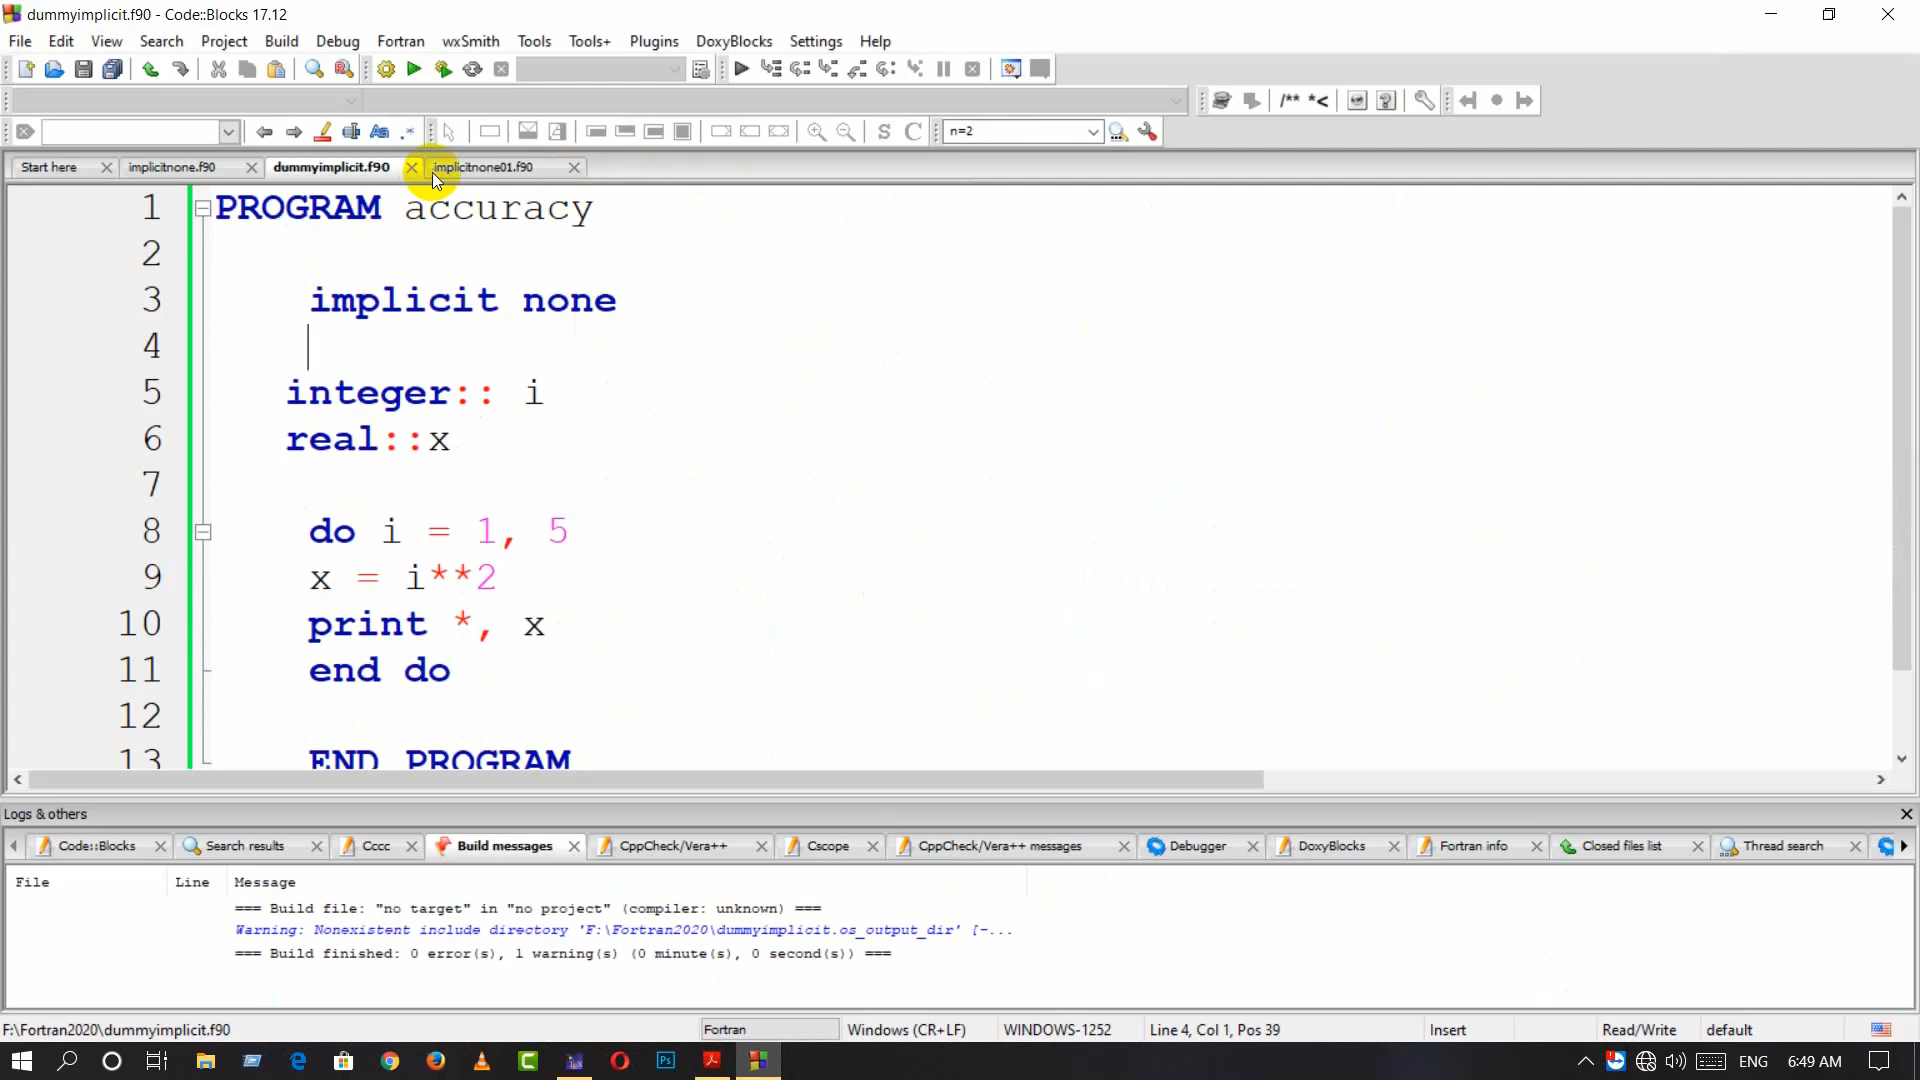 dummyimplicit.f90 - Code::Blocks 17.12
File Edit View Search Project Build Debug Fortran wxSmith Tools Tools+ Plugins DoxyBlocks Settings Help
/** *<
.* S C n=2
Start here implicitnone.f90 dummyimplicit.f90 implicitnone01.f90
1 PROGRAM accuracy
2
3 implicit none
4
5 integer:: i
6 real::x
7
8 do i = 1, 5
9 x = i**2
10 print *, x
11 end do
12
13 END PROGRAM
Logs & others
Code::Blocks Search results Cccc Build messages CppCheck/Vera++ Cscope CppCheck/Vera++ messages Debugger DoxyBlocks Fortran info Closed files list Thread search
File Line Message
=== Build file: "no target" in "no project" (compiler: unknown) ===
Warning: Nonexistent include directory 'F:\Fortran2020\dummyimplicit.os_output_dir' [-...
=== Build finished: 0 error(s), 1 warning(s) (0 minute(s), 0 second(s)) ===
F:\Fortran2020\dummyimplicit.f90 Fortran Windows (CR+LF) WINDOWS-1252 Line 4, Col 1, Pos 39 Insert Read/Write default
ENG 6:49 AM